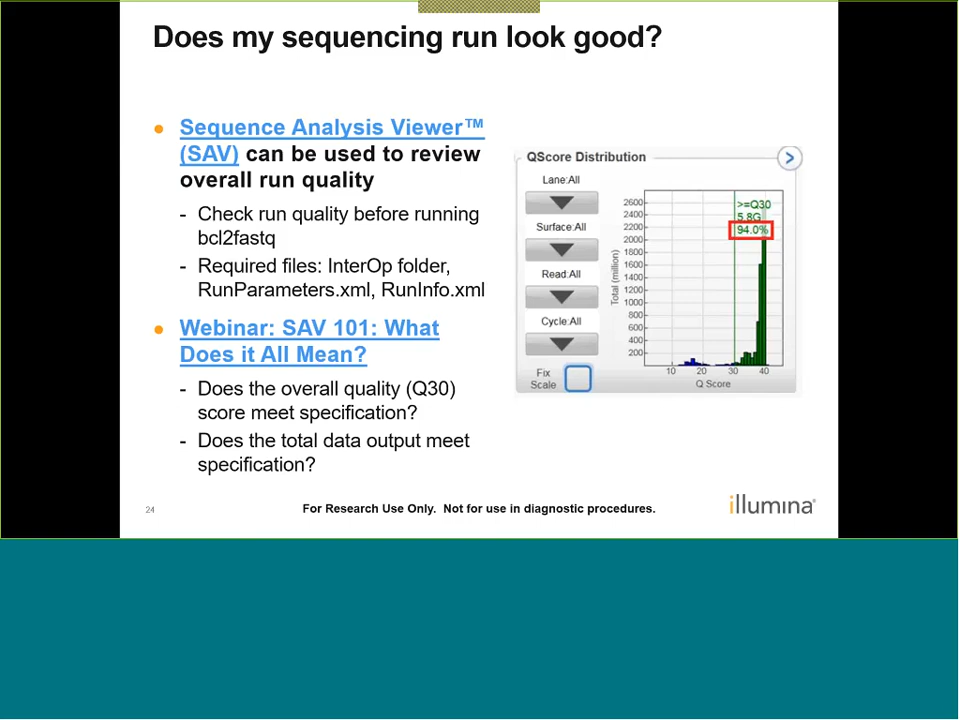 Does my sequencing run look good?
● Sequence Analysis Viewer™
(SAV) can be used to review
overall run quality
- Check run quality before running
bcl2fastq
- Required files: InterOp folder,
RunParameters.xml, RunInfo.xml
● Webinar: SAV 101: What
Does it All Mean?
- Does the overall quality (Q30)
score meet specification?
- Does the total data output meet
specification?
QScore Distribution
Lane:All
Surface:All
Read:All
Cycle:All
Fix
Scale
Total (million)
2600
2400
2200
2000
1800
1600
1400
1200
1000
800
600
400
200
>=Q30
5.8G
94.0%
10 20 30 40
Q Score
24
For Research Use Only. Not for use in diagnostic procedures.
illumina®